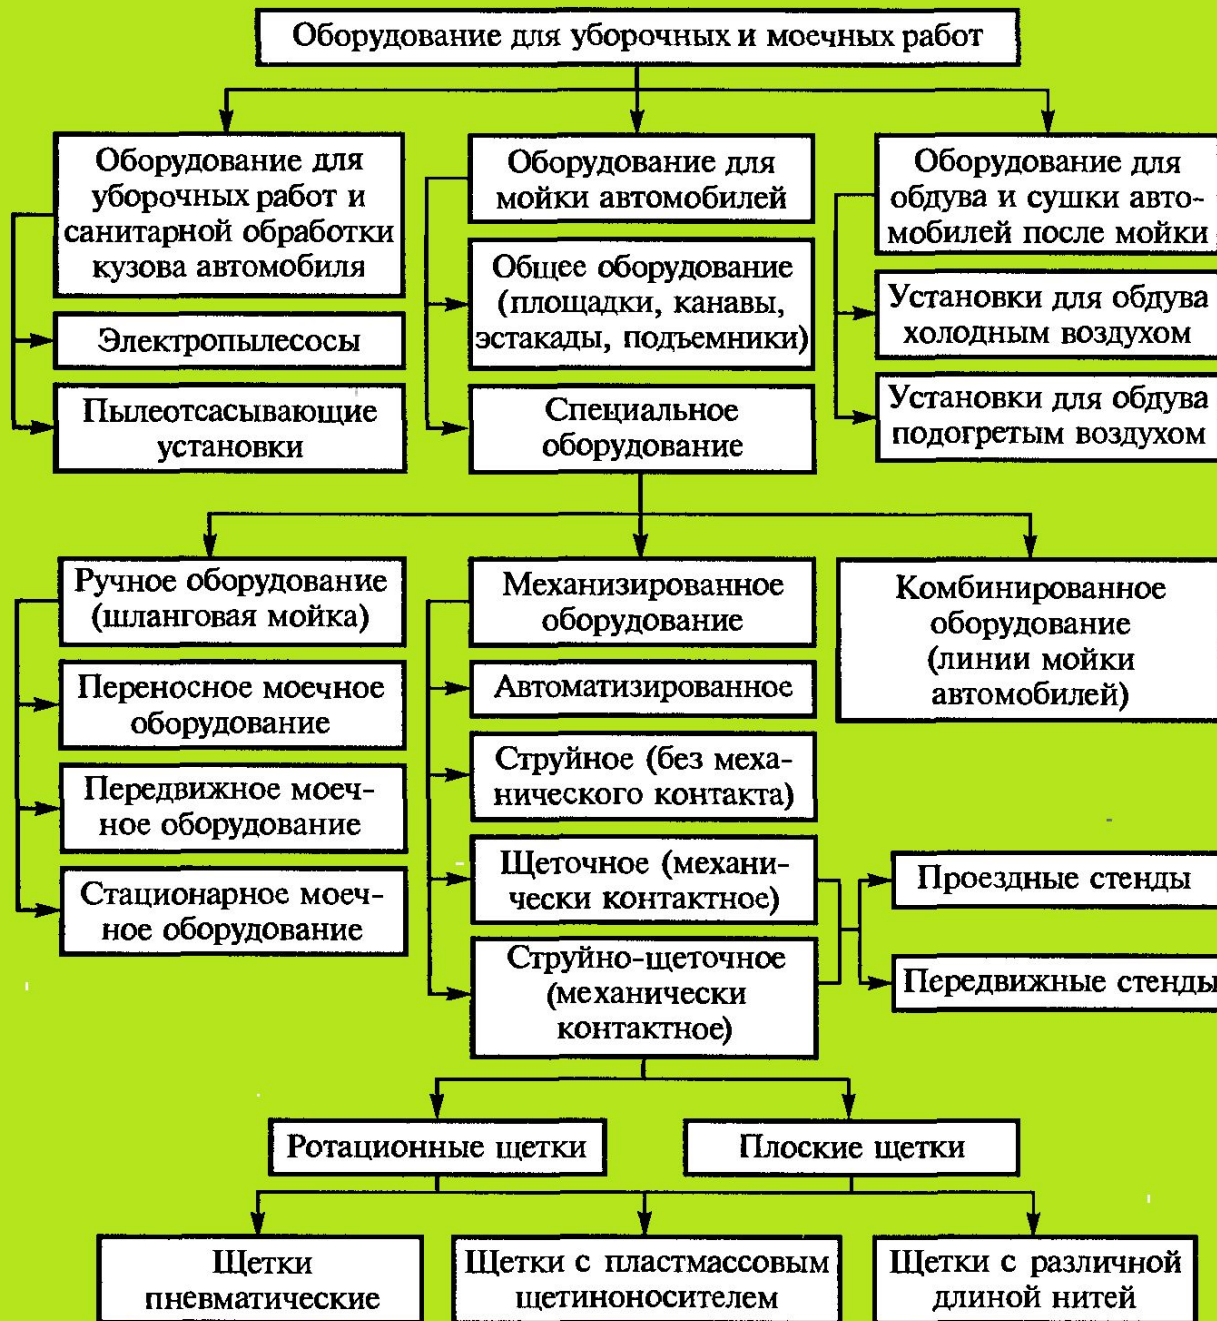 Оборудование для уборочных и моечных работ
Оборудование для
уборочных работ и
санитарной обработки
кузова автомобиля
Электропылесосы
Пылеотсасывающие
установки
Оборудование для
мойки автомобилей
Общее оборудование
(площадки, канавы,
эстакады, подъемники)
Специальное
оборудование
Оборудование для
обдува и сушки авто-
мобилей после мойки
Установки для обдува
холодным воздухом
Установки для обдува
подогретым воздухом
Ручное оборудование
(шланговая мойка)
Переносное моечное
оборудование
Передвижное моеч-
ное оборудование
Стационарное моеч-
ное оборудование
Механизированное
оборудование
Автоматизированное
Струйное (без меха-
нического контакта)
Щеточное (механи-
чески контактное)
Струйно-щеточное
(механически
контактное)
Комбинированное
оборудование
(линии мойки
автомобилей)
Проездные стенды
Передвижные стенды
Ротационные щетки
Плоские щетки
Щетки
пневматические
Щетки с пластмассовым
щетиноносителем
Щетки с различной
длиной нитей